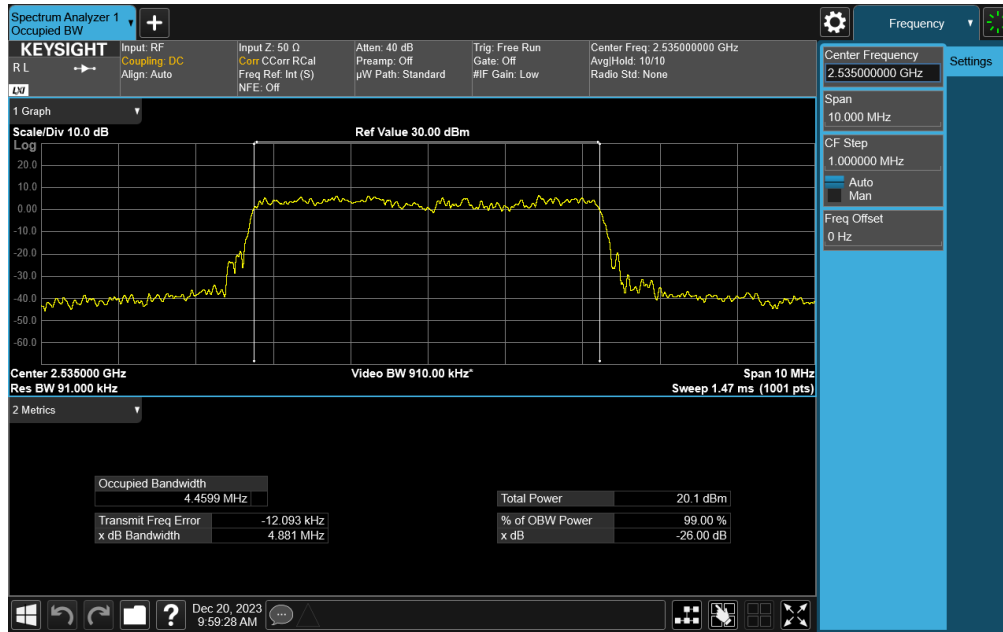 Spectrum Analyzer 1
Occupied BW
Frequency
KEYSIGHT
R L
LXI
Input: RF
Coupling: DC
Align: Auto
Input Z: 50 Ω
Corr CCorr RCal
Freq Ref: Int (S)
NFE: Off
Atten: 40 dB
Preamp: Off
µW Path: Standard
Trig: Free Run
Gate: Off
#IF Gain: Low
Center Freq: 2.535000000 GHz
Avg|Hold: 10/10
Radio Std: None
Center Frequency
2.535000000 GHz
Settings
Span
10.000 MHz
CF Step
1.000000 MHz
Auto
Man
Freq Offset
0 Hz
1 Graph
Scale/Div 10.0 dB
Ref Value 30.00 dBm
Log
20.0
10.0
0.00
-10.0
-20.0
-30.0
-40.0
-50.0
-60.0
Center 2.535000 GHz
Video BW 910.00 kHz*
Span 10 MHz
Res BW 91.000 kHz
Sweep 1.47 ms (1001 pts)
2 Metrics
Occupied Bandwidth
4.4599 MHz
Total Power 20.1 dBm
Transmit Freq Error -12.093 kHz
% of OBW Power 99.00 %
x dB Bandwidth 4.881 MHz
x dB -26.00 dB
Dec 20, 2023
9:59:28 AM